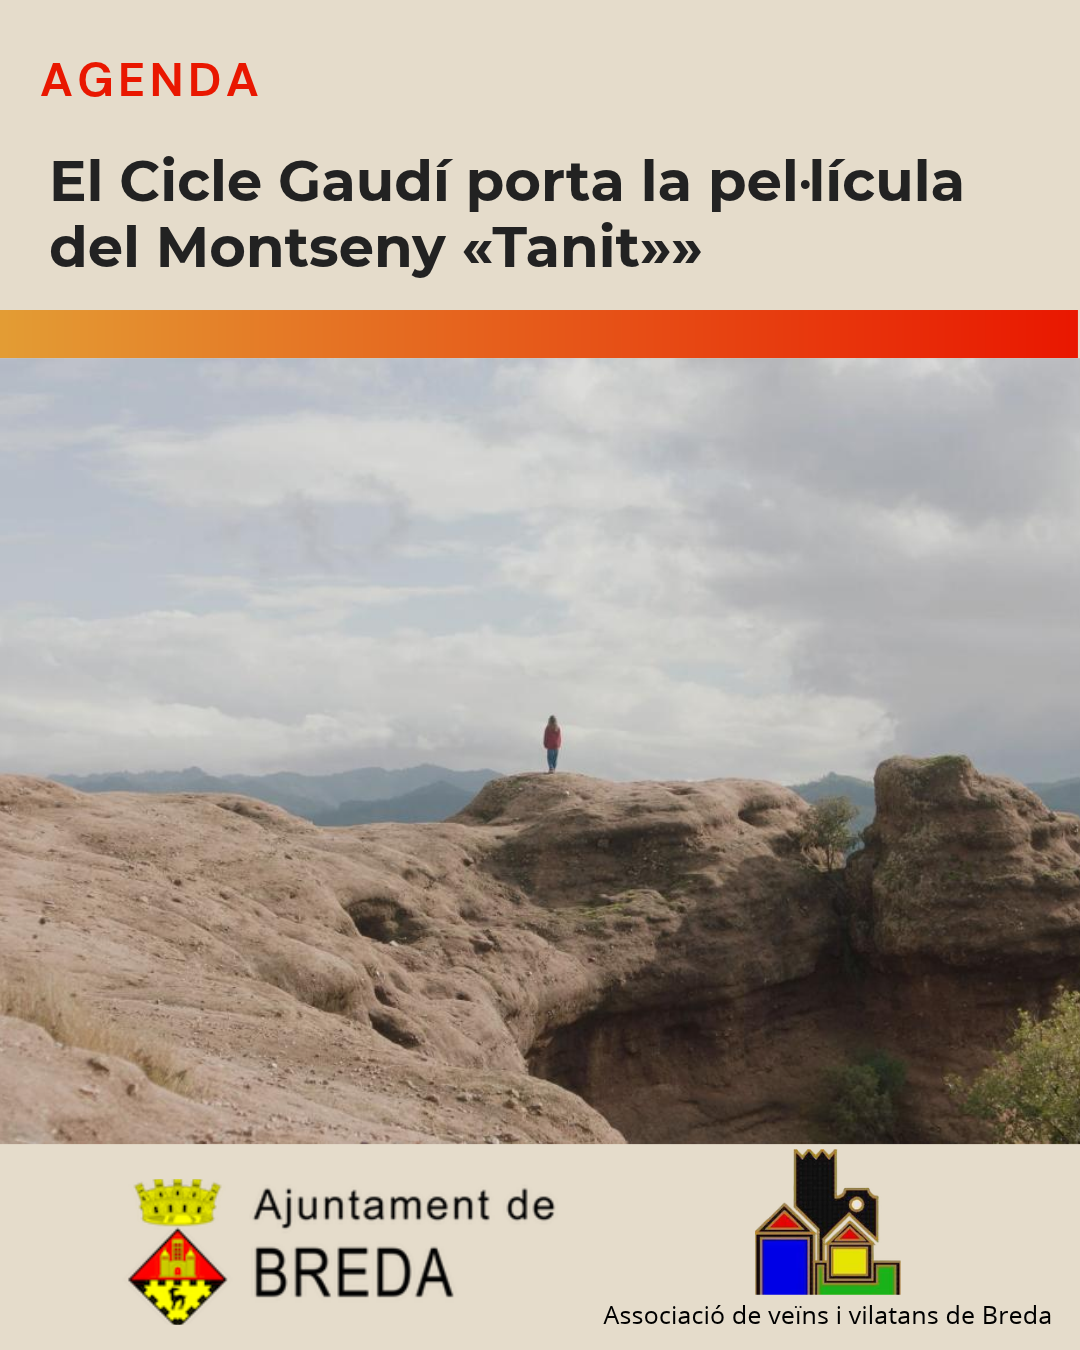 AGENDA
El Cicle Gaudí porta la pel·lícula
del Montseny «Tanit»»
Ajuntament de
BREDA
Associació de veïns i vilatans de Breda